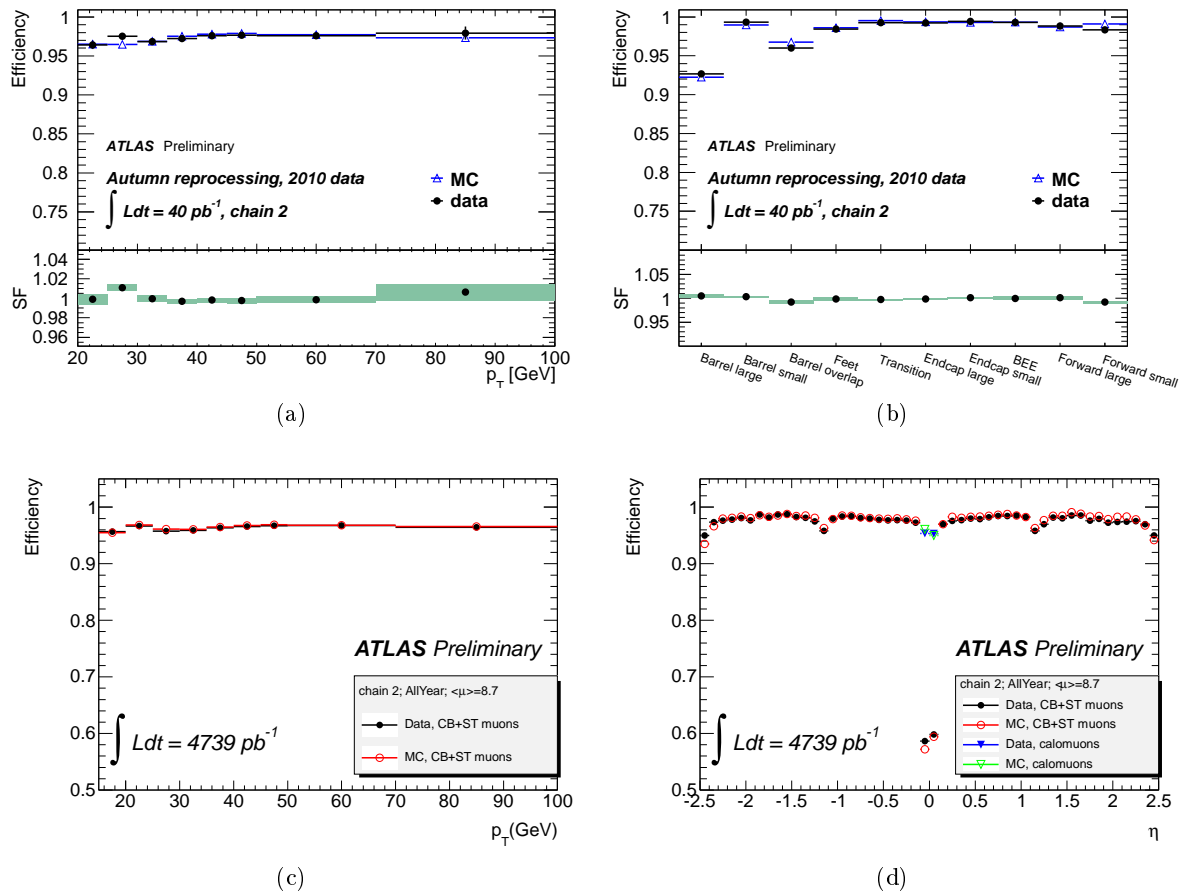 Efficiency
1
0.95
0.9
0.85
0.8
0.75
ATLAS Preliminary
Autumn reprocessing, 2010 data
∫ Ldt = 40 pb⁻¹, chain 2
MC
data
SF
1.04
1.02
1
0.98
0.96
20 30 40 50 60 70 80 90 100
p_T [GeV]
(a)
Efficiency
1
0.95
0.9
0.85
0.8
0.75
ATLAS Preliminary
Autumn reprocessing, 2010 data
∫ Ldt = 40 pb⁻¹, chain 2
MC
data
SF
1.05
1
0.95
Barrel large
Barrel small
Barrel overlap
Feet
Transition
Endcap large
Endcap small
BEE
Forward large
Forward small
(b)
Efficiency
1
0.9
0.8
0.7
0.6
0.5
ATLAS Preliminary
chain 2; AllYear; <μ>=8.7
Data, CB+ST muons
MC, CB+ST muons
∫ Ldt = 4739 pb⁻¹
20 30 40 50 60 70 80 90 100
p_T(GeV)
(c)
Efficiency
1
0.9
0.8
0.7
0.6
0.5
ATLAS Preliminary
chain 2; AllYear; <μ>=8.7
Data, CB+ST muons
MC, CB+ST muons
Data, calomuons
MC, calomuons
∫ Ldt = 4739 pb⁻¹
-2.5 -2 -1.5 -1 -0.5 0 0.5 1 1.5 2 2.5
η
(d)